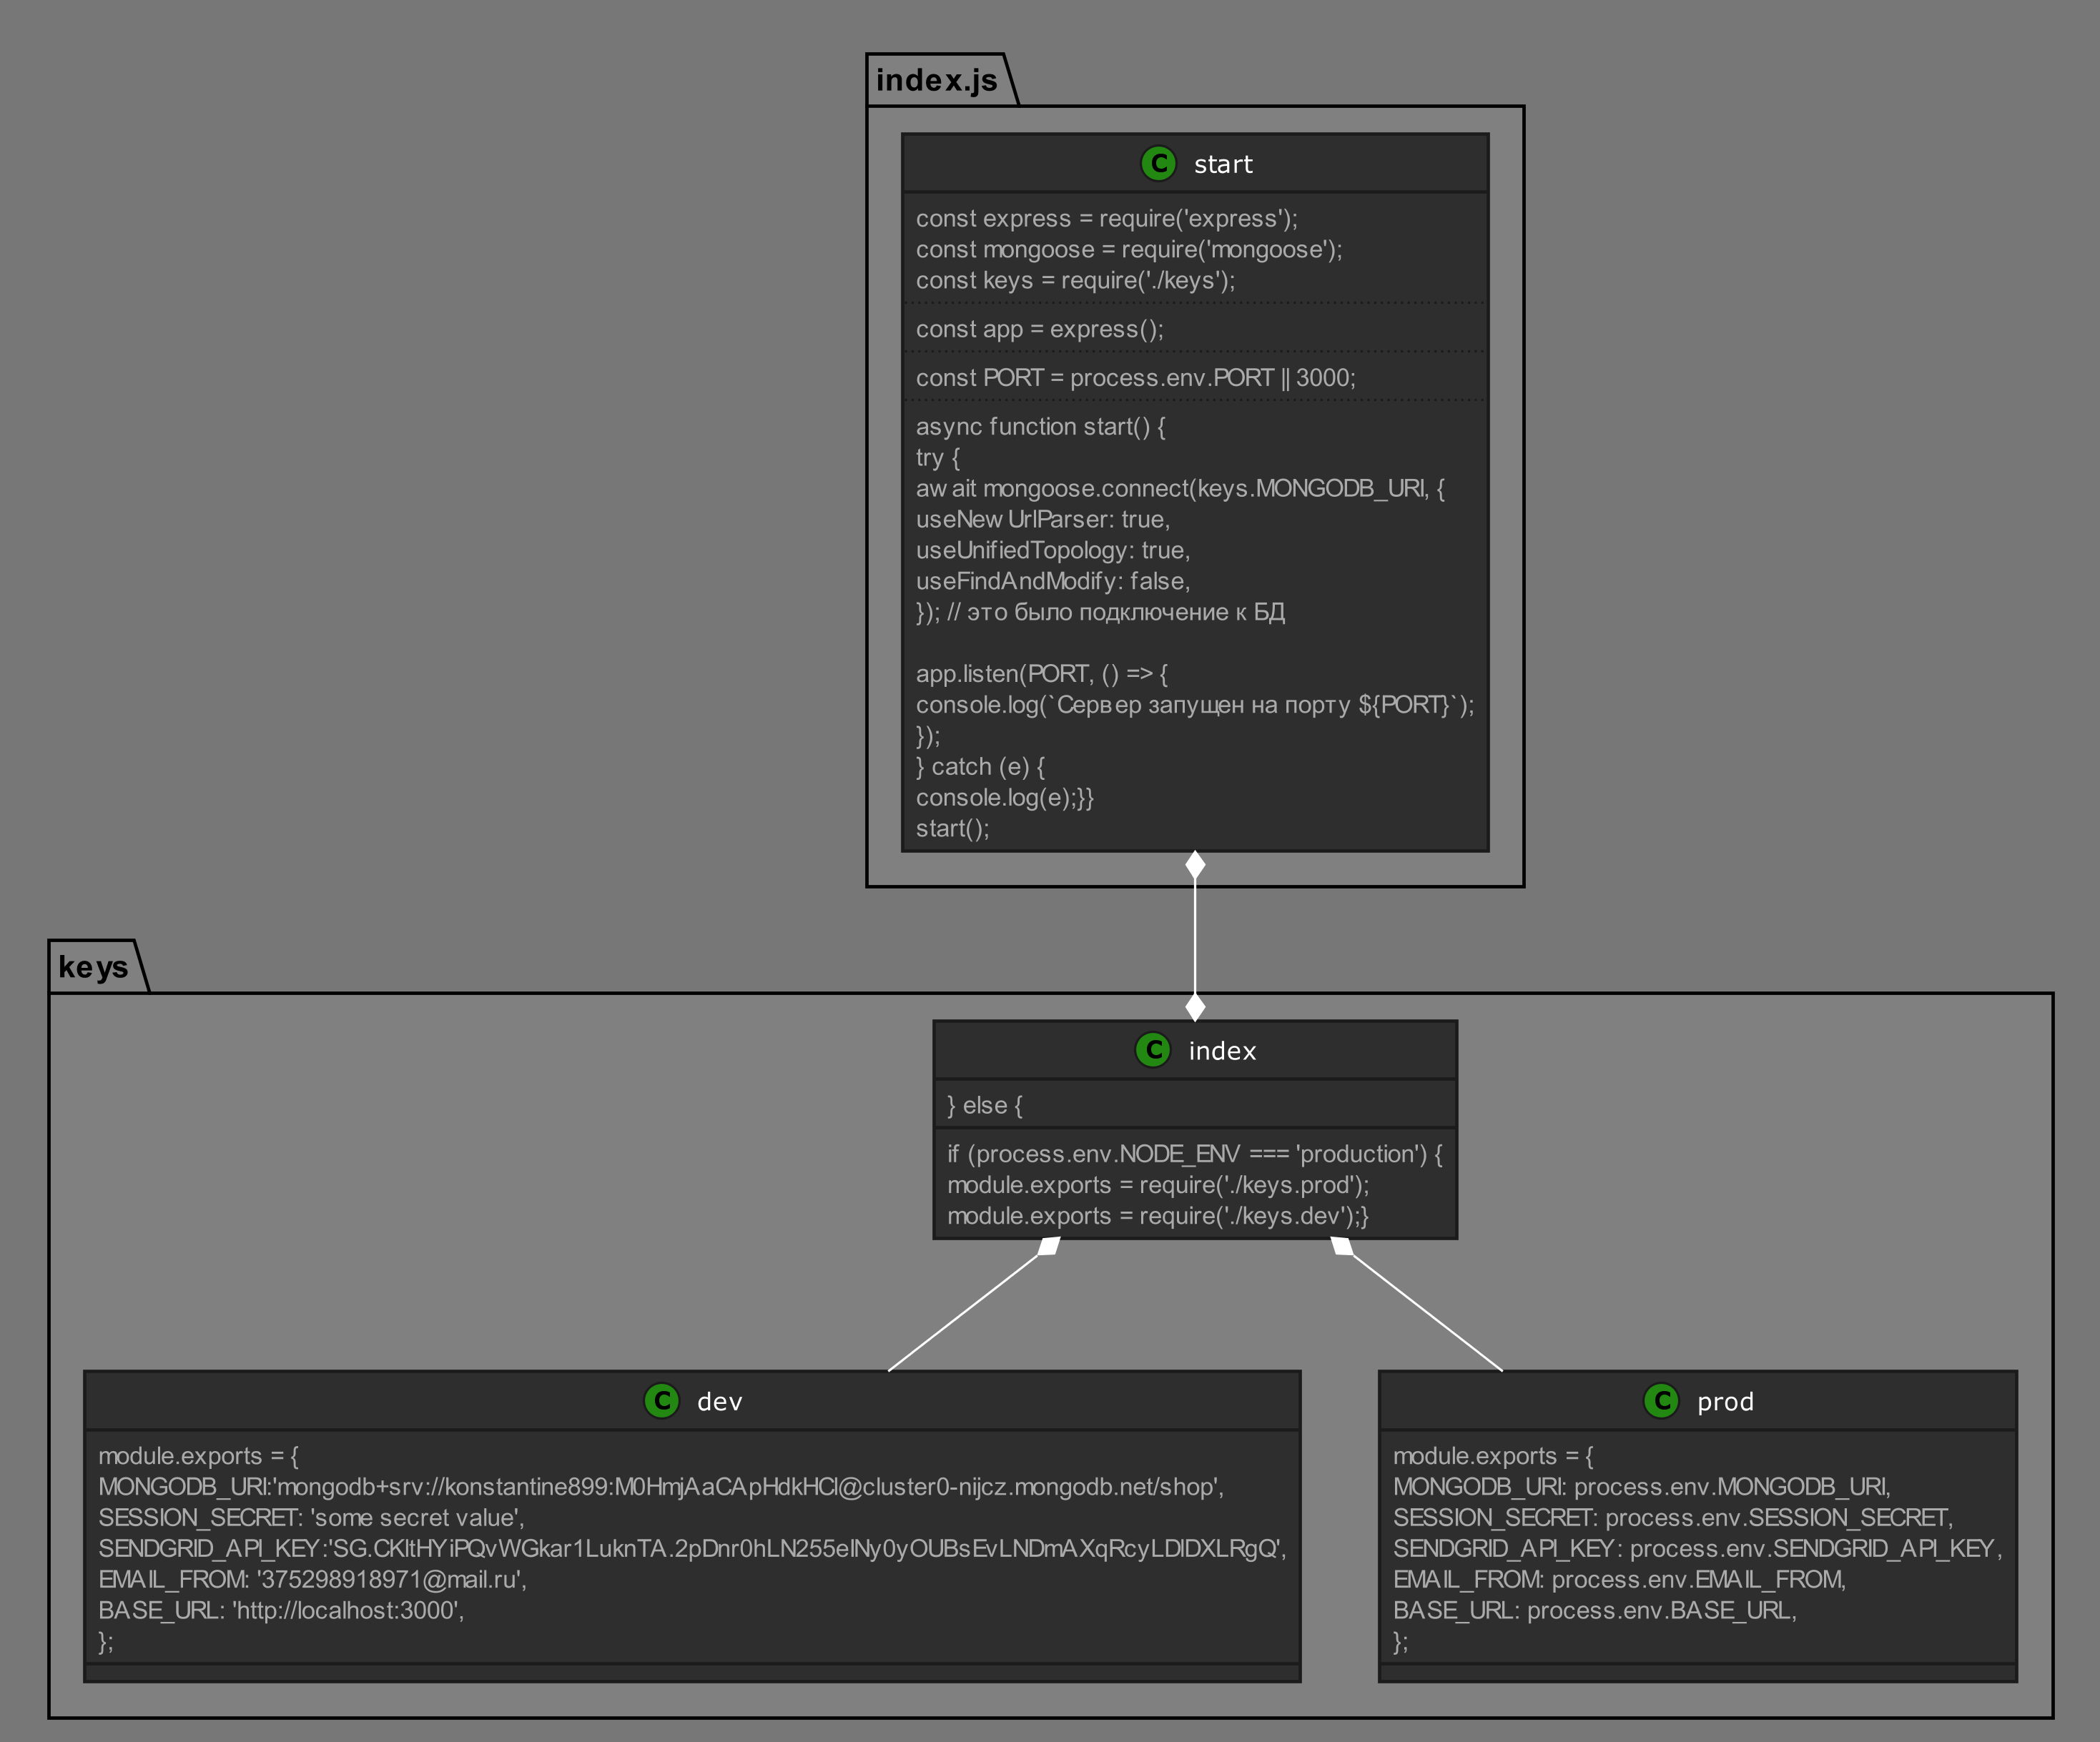 index.js
C start
const express = require('express');
const mongoose = require('mongoose');
const keys = require('./keys');
const app = express();
const PORT = process.env.PORT || 3000;
async function start() {
try {
await mongoose.connect(keys.MONGODB_URI, {
useNewUrlParser: true,
useUnifiedTopology: true,
useFindAndModify: false,
}); // это было подключение к БД
app.listen(PORT, () => {
console.log(`Сервер запущен на порту ${PORT}`);
});
} catch (e) {
console.log(e);}}
start();
keys
C index
} else {
if (process.env.NODE_ENV === 'production') {
module.exports = require('./keys.prod');
module.exports = require('./keys.dev');}
C dev
module.exports = {
MONGODB_URI:'mongodb+srv://konstantine899:M0HmjAaCApHdkHCl@cluster0-nijcz.mongodb.net/shop',
SESSION_SECRET: 'some secret value',
SENDGRID_API_KEY:'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',
EMAIL_FROM: '375298918971@mail.ru',
BASE_URL: 'http://localhost:3000',
};
C prod
module.exports = {
MONGODB_URI: process.env.MONGODB_URI,
SESSION_SECRET: process.env.SESSION_SECRET,
SENDGRID_API_KEY: process.env.SENDGRID_API_KEY,
EMAIL_FROM: process.env.EMAIL_FROM,
BASE_URL: process.env.BASE_URL,
};